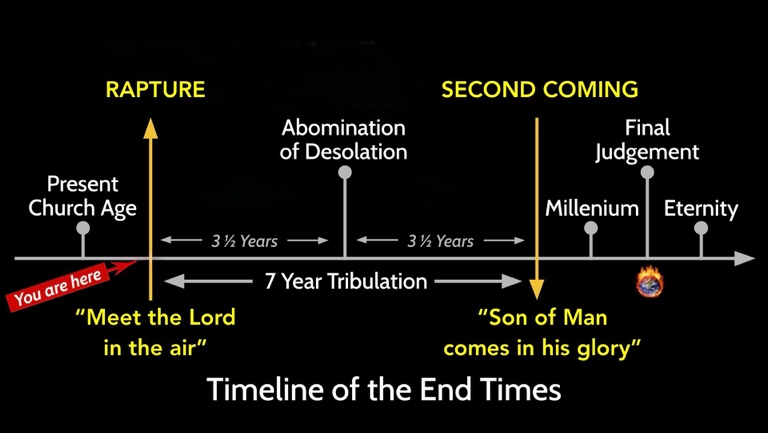 RAPTURE
SECOND COMING
Abomination
of Desolation
Final
Judgement
Present
Church Age
Millenium
Eternity
3 ½ Years
3 ½ Years
You are here
7 Year Tribulation
"Meet the Lord
in the air"
"Son of Man
comes in his glory"
Timeline of the End Times